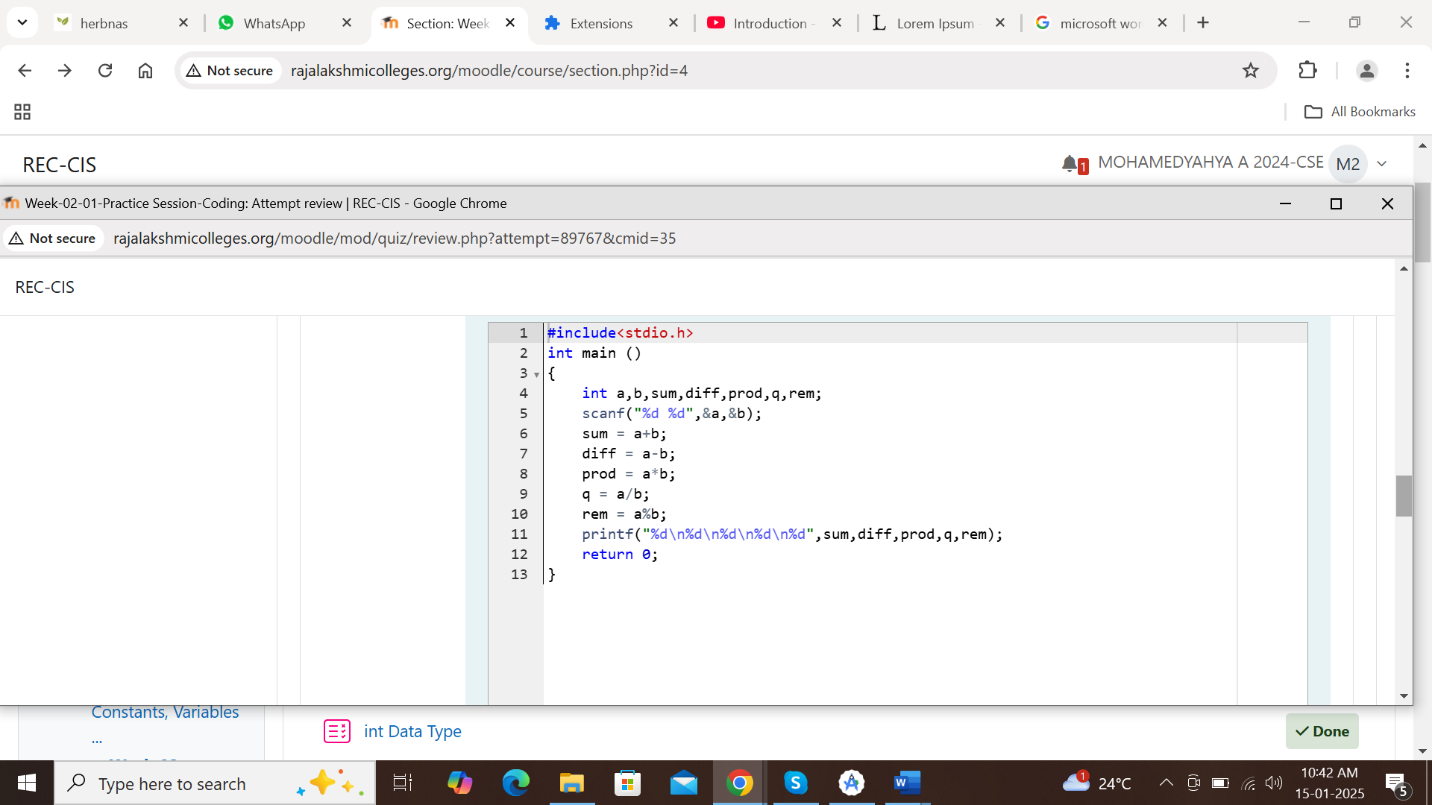 herbnas
WhatsApp
Section: Week
Extensions
Introduction -
Lorem Ipsum -
microsoft wor
Not secure
rajalakshmicolleges.org/moodle/course/section.php?id=4
All Bookmarks
REC-CIS
1
MOHAMEDYAHYA A 2024-CSE
M2
Week-02-01-Practice Session-Coding: Attempt review | REC-CIS - Google Chrome
Not secure
rajalakshmicolleges.org/moodle/mod/quiz/review.php?attempt=89767&cmid=35
REC-CIS
1 #include<stdio.h>
2 int main ()
3 {
4 int a,b,sum,diff,prod,q,rem;
5 scanf("%d %d",&a,&b);
6 sum = a+b;
7 diff = a-b;
8 prod = a*b;
9 q = a/b;
10 rem = a%b;
11 printf("%d\n%d\n%d\n%d\n%d",sum,diff,prod,q,rem);
12 return 0;
13 }
Constants, Variables
...
int Data Type
Done
Type here to search
1
24°C
10:42 AM
15-01-2025
5